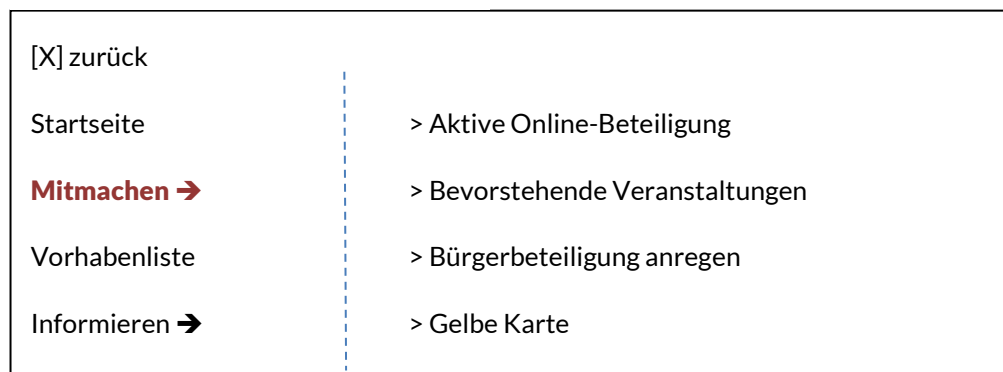 [X] zurück
Startseite
Mitmachen ➔
Vorhabenliste
Informieren ➔
> Aktive Online-Beteiligung
> Bevorstehende Veranstaltungen
> Bürgerbeteiligung anregen
> Gelbe Karte